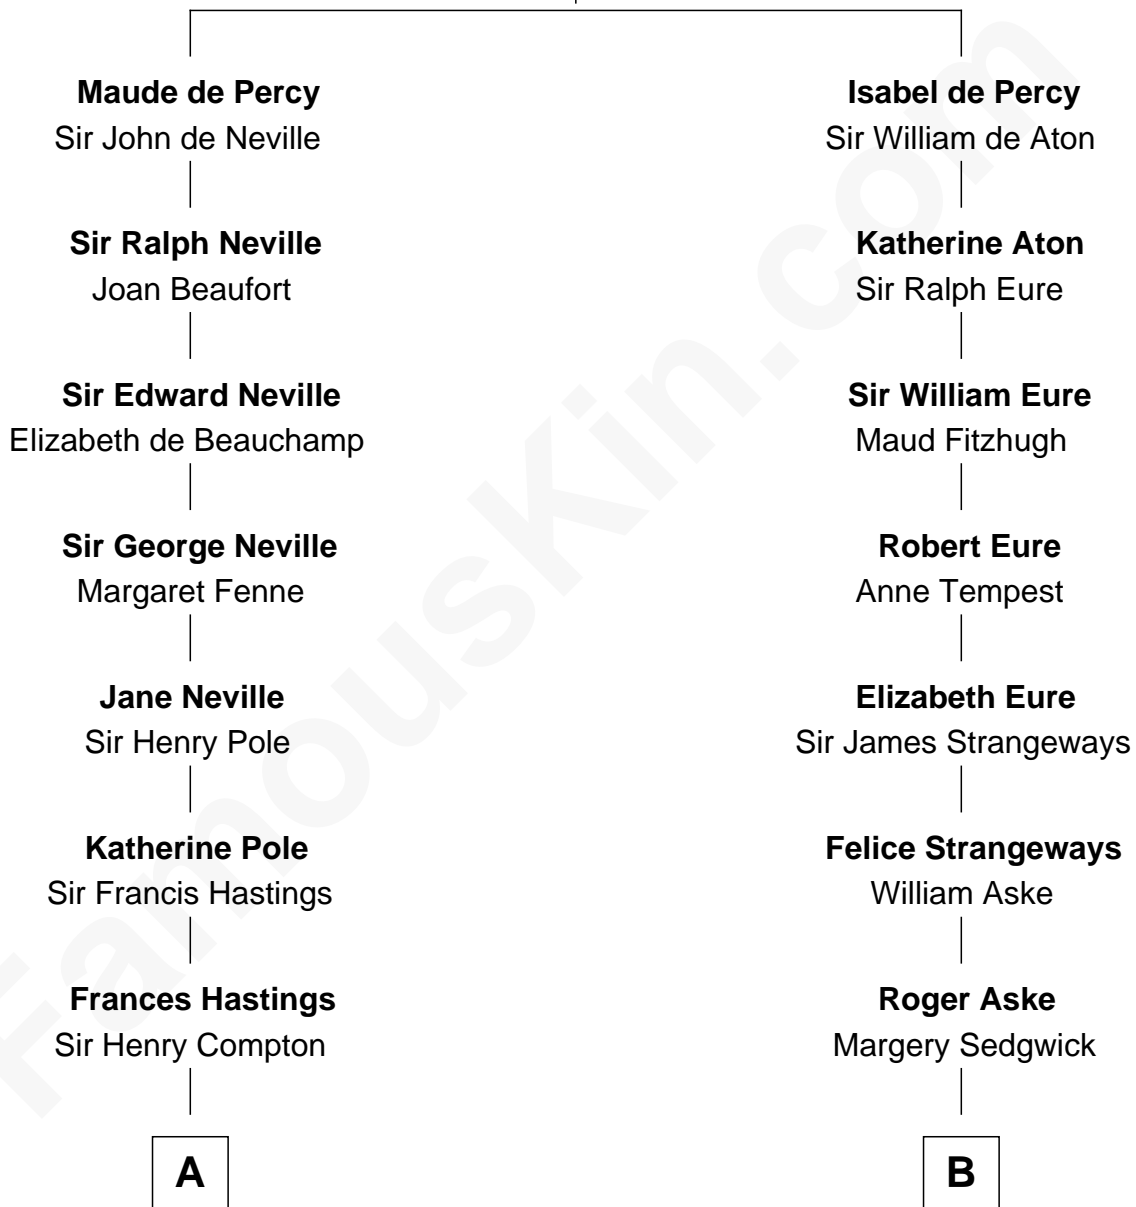 Maude de Percy
Sir John de Neville
Sir Ralph Neville
Joan Beaufort
Sir Edward Neville
Elizabeth de Beauchamp
Sir George Neville
Margaret Fenne
Jane Neville
Sir Henry Pole
Katherine Pole
Sir Francis Hastings
Frances Hastings
Sir Henry Compton
A
Isabel de Percy
Sir William de Aton
Katherine Aton
Sir Ralph Eure
Sir William Eure
Maud Fitzhugh
Robert Eure
Anne Tempest
Elizabeth Eure
Sir James Strangeways
Felice Strangeways
William Aske
Roger Aske
Margery Sedgwick
B
FamousKin.com